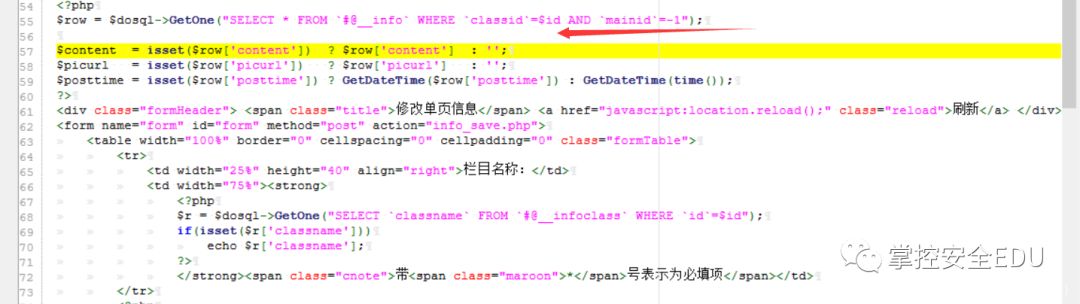 54 <?php
55 $row = $dosql->GetOne("SELECT * FROM `#@__info` WHERE `classid`=$id AND `mainid`=-1");
56
57 $content = isset($row['content']) ? $row['content'] : '';
58 $picurl = isset($row['picurl']) ? $row['picurl'] : '';
59 $posttime = isset($row['posttime']) ? GetDateTime($row['posttime']) : GetDateTime(time());
60 ?>
61 <div class="formHeader"> <span class="title">修改单页信息</span> <a href="javascript:location.reload();" class="reload">刷新</a> </div>
62 <form name="form" id="form" method="post" action="info_save.php">
63 <table width="100%" border="0" cellspacing="0" cellpadding="0" class="formTable">
64 <tr>
65 <td width="25%" height="40" align="right">栏目名称：</td>
66 <td width="75%"><strong>
67 <?php
68 $r = $dosql->GetOne("SELECT `classname` FROM `#@__infoclass` WHERE `id`=$id");
69 if(isset($r['classname']))
70 echo $r['classname'];
71 ?>
72 </strong><span class="cnote">带<span class="maroon">*</span>号表示为必填项</span></td>
73 </tr>
掌控安全EDU